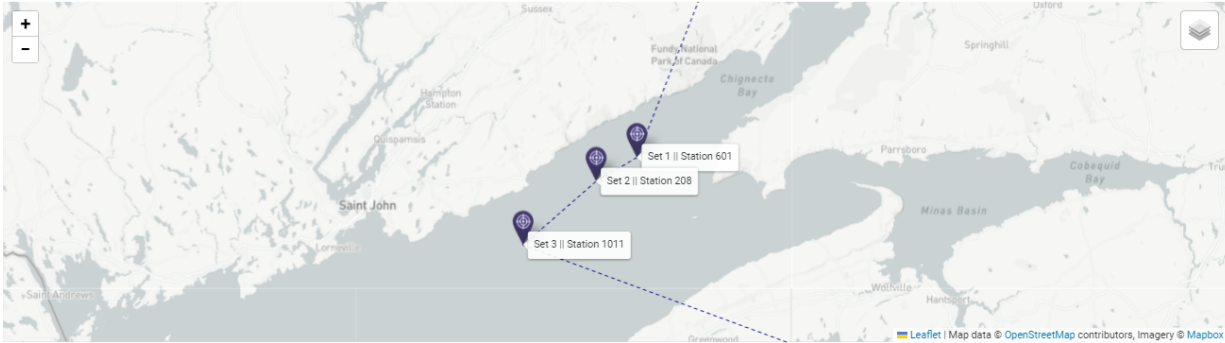 +
−
Sussex
Oxford
Springhill
Fundy National
Park of Canada
Chignecto
Bay
Hampton
Station
Quispamsis
Set 1 || Station 601
Parrsboro
Cobequid
Bay
Set 2 || Station 208
Saint John
Minas Basin
Set 3 || Station 1011
Lorneville
Saint Andrews
Wolfville
Hantsport
Greenwood
Leaflet | Map data © OpenStreetMap contributors, Imagery © Mapbox